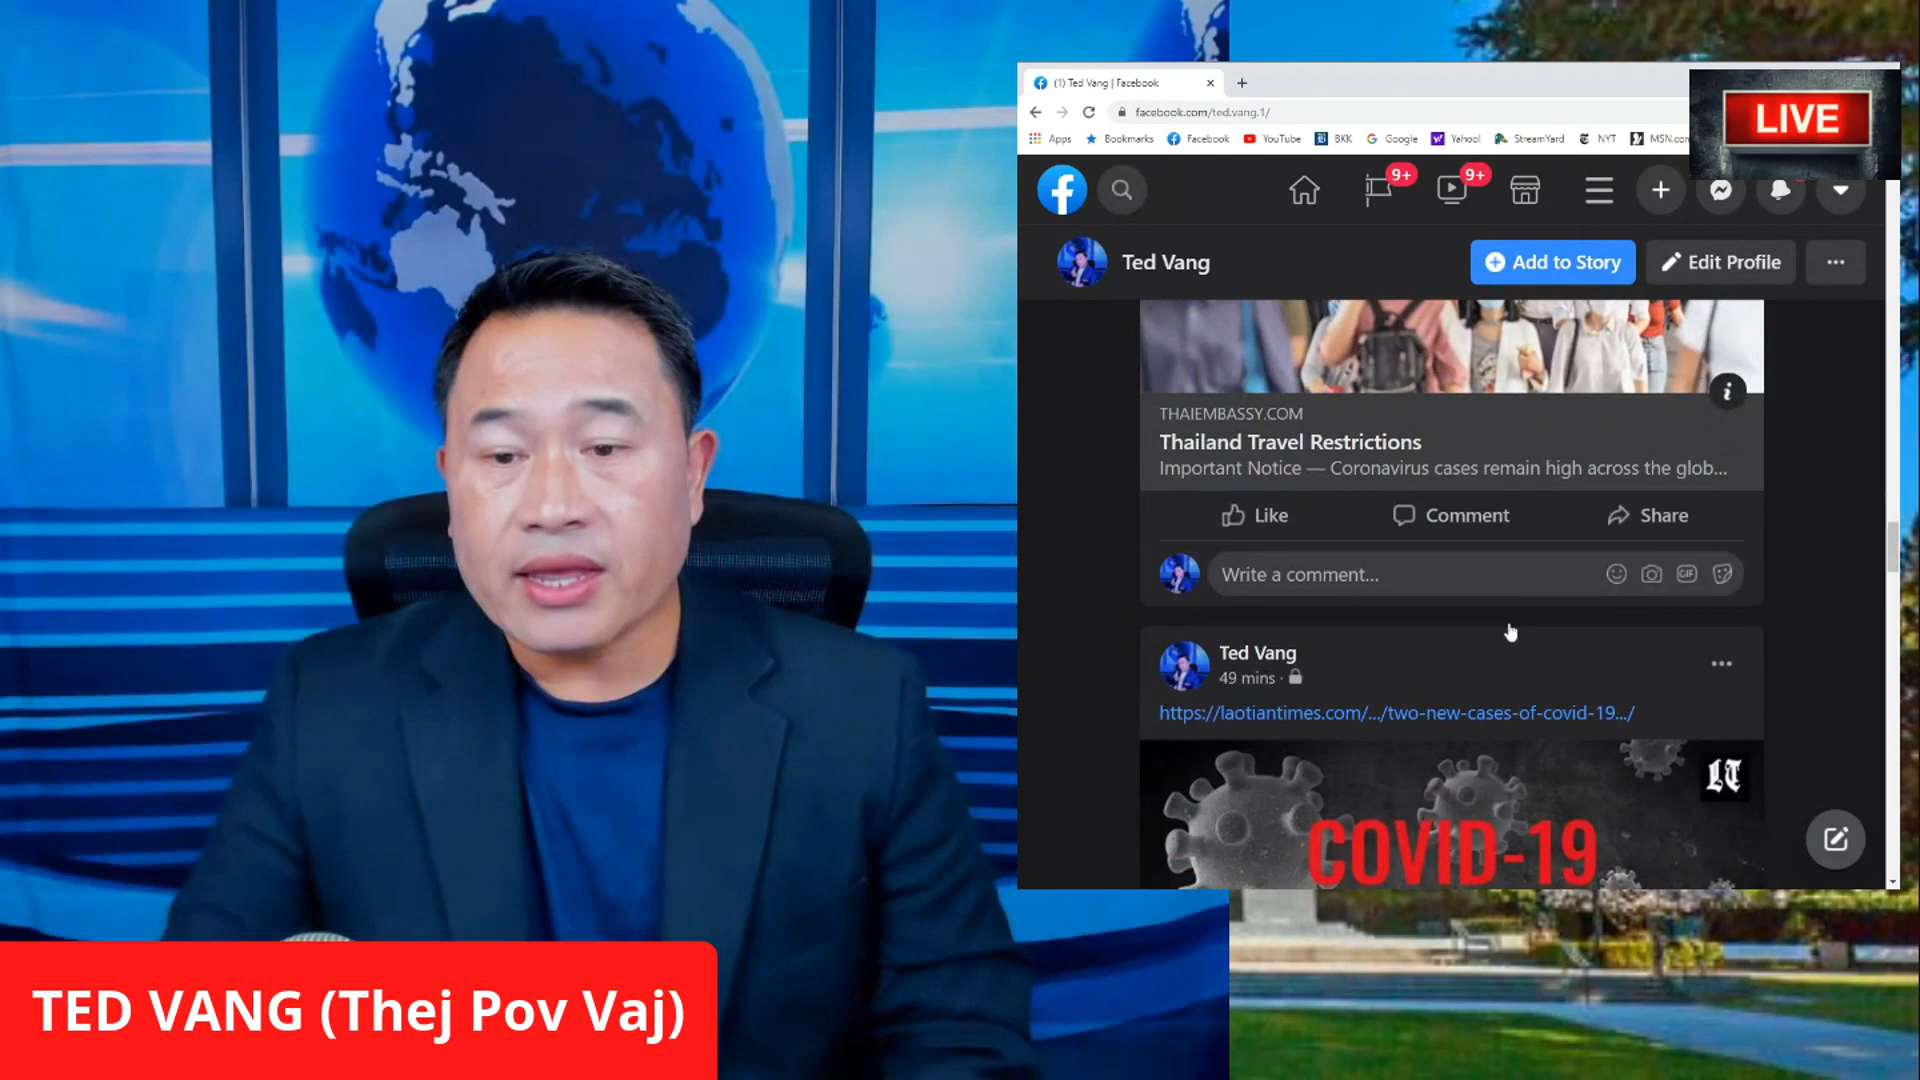 (1) Ted Vang | Facebook
facebook.com/ted.vang.1/
Apps Bookmarks Facebook YouTube BKK Google Yahoo! StreamYard NYT MSN.com
LIVE
9+ 9+
Ted Vang
Add to Story
Edit Profile
THAIEMBASSY.COM
Thailand Travel Restrictions
Important Notice — Coronavirus cases remain high across the glob...
Like Comment Share
Write a comment...
GIF
Ted Vang
49 mins ·
https://laotiantimes.com/.../two-new-cases-of-covid-19.../
LT
COVID-19
TED VANG (Thej Pov Vaj)